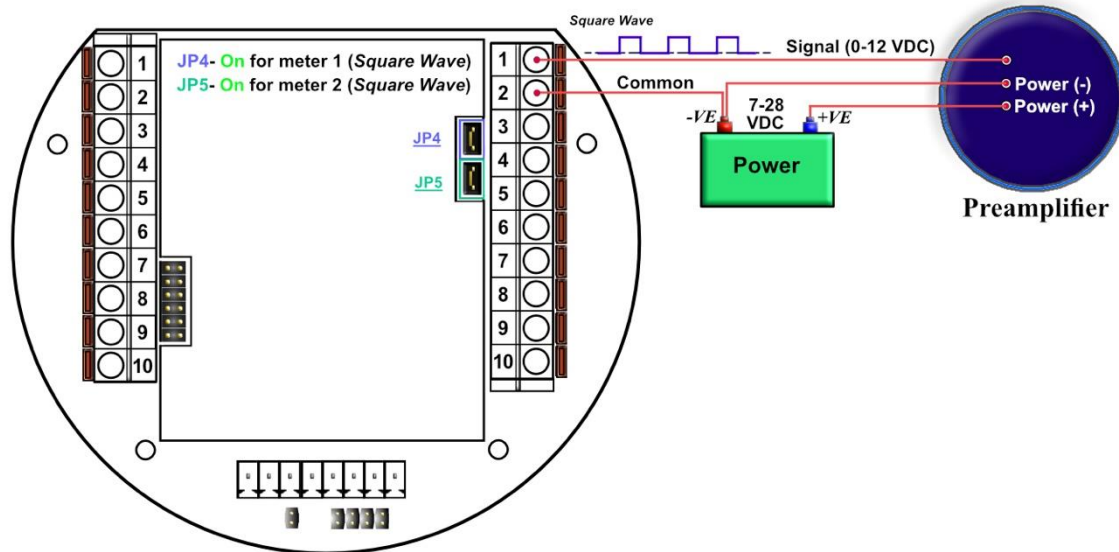 Square Wave
Signal (0-12 VDC)
JP4- On for meter 1 (Square Wave)
JP5- On for meter 2 (Square Wave)
Common
Power (-)
Power (+)
-VE
7-28
VDC
+VE
Power
Preamplifier
JP4
JP5
1
2
3
4
5
6
7
8
9
10
1
2
3
4
5
6
7
8
9
10